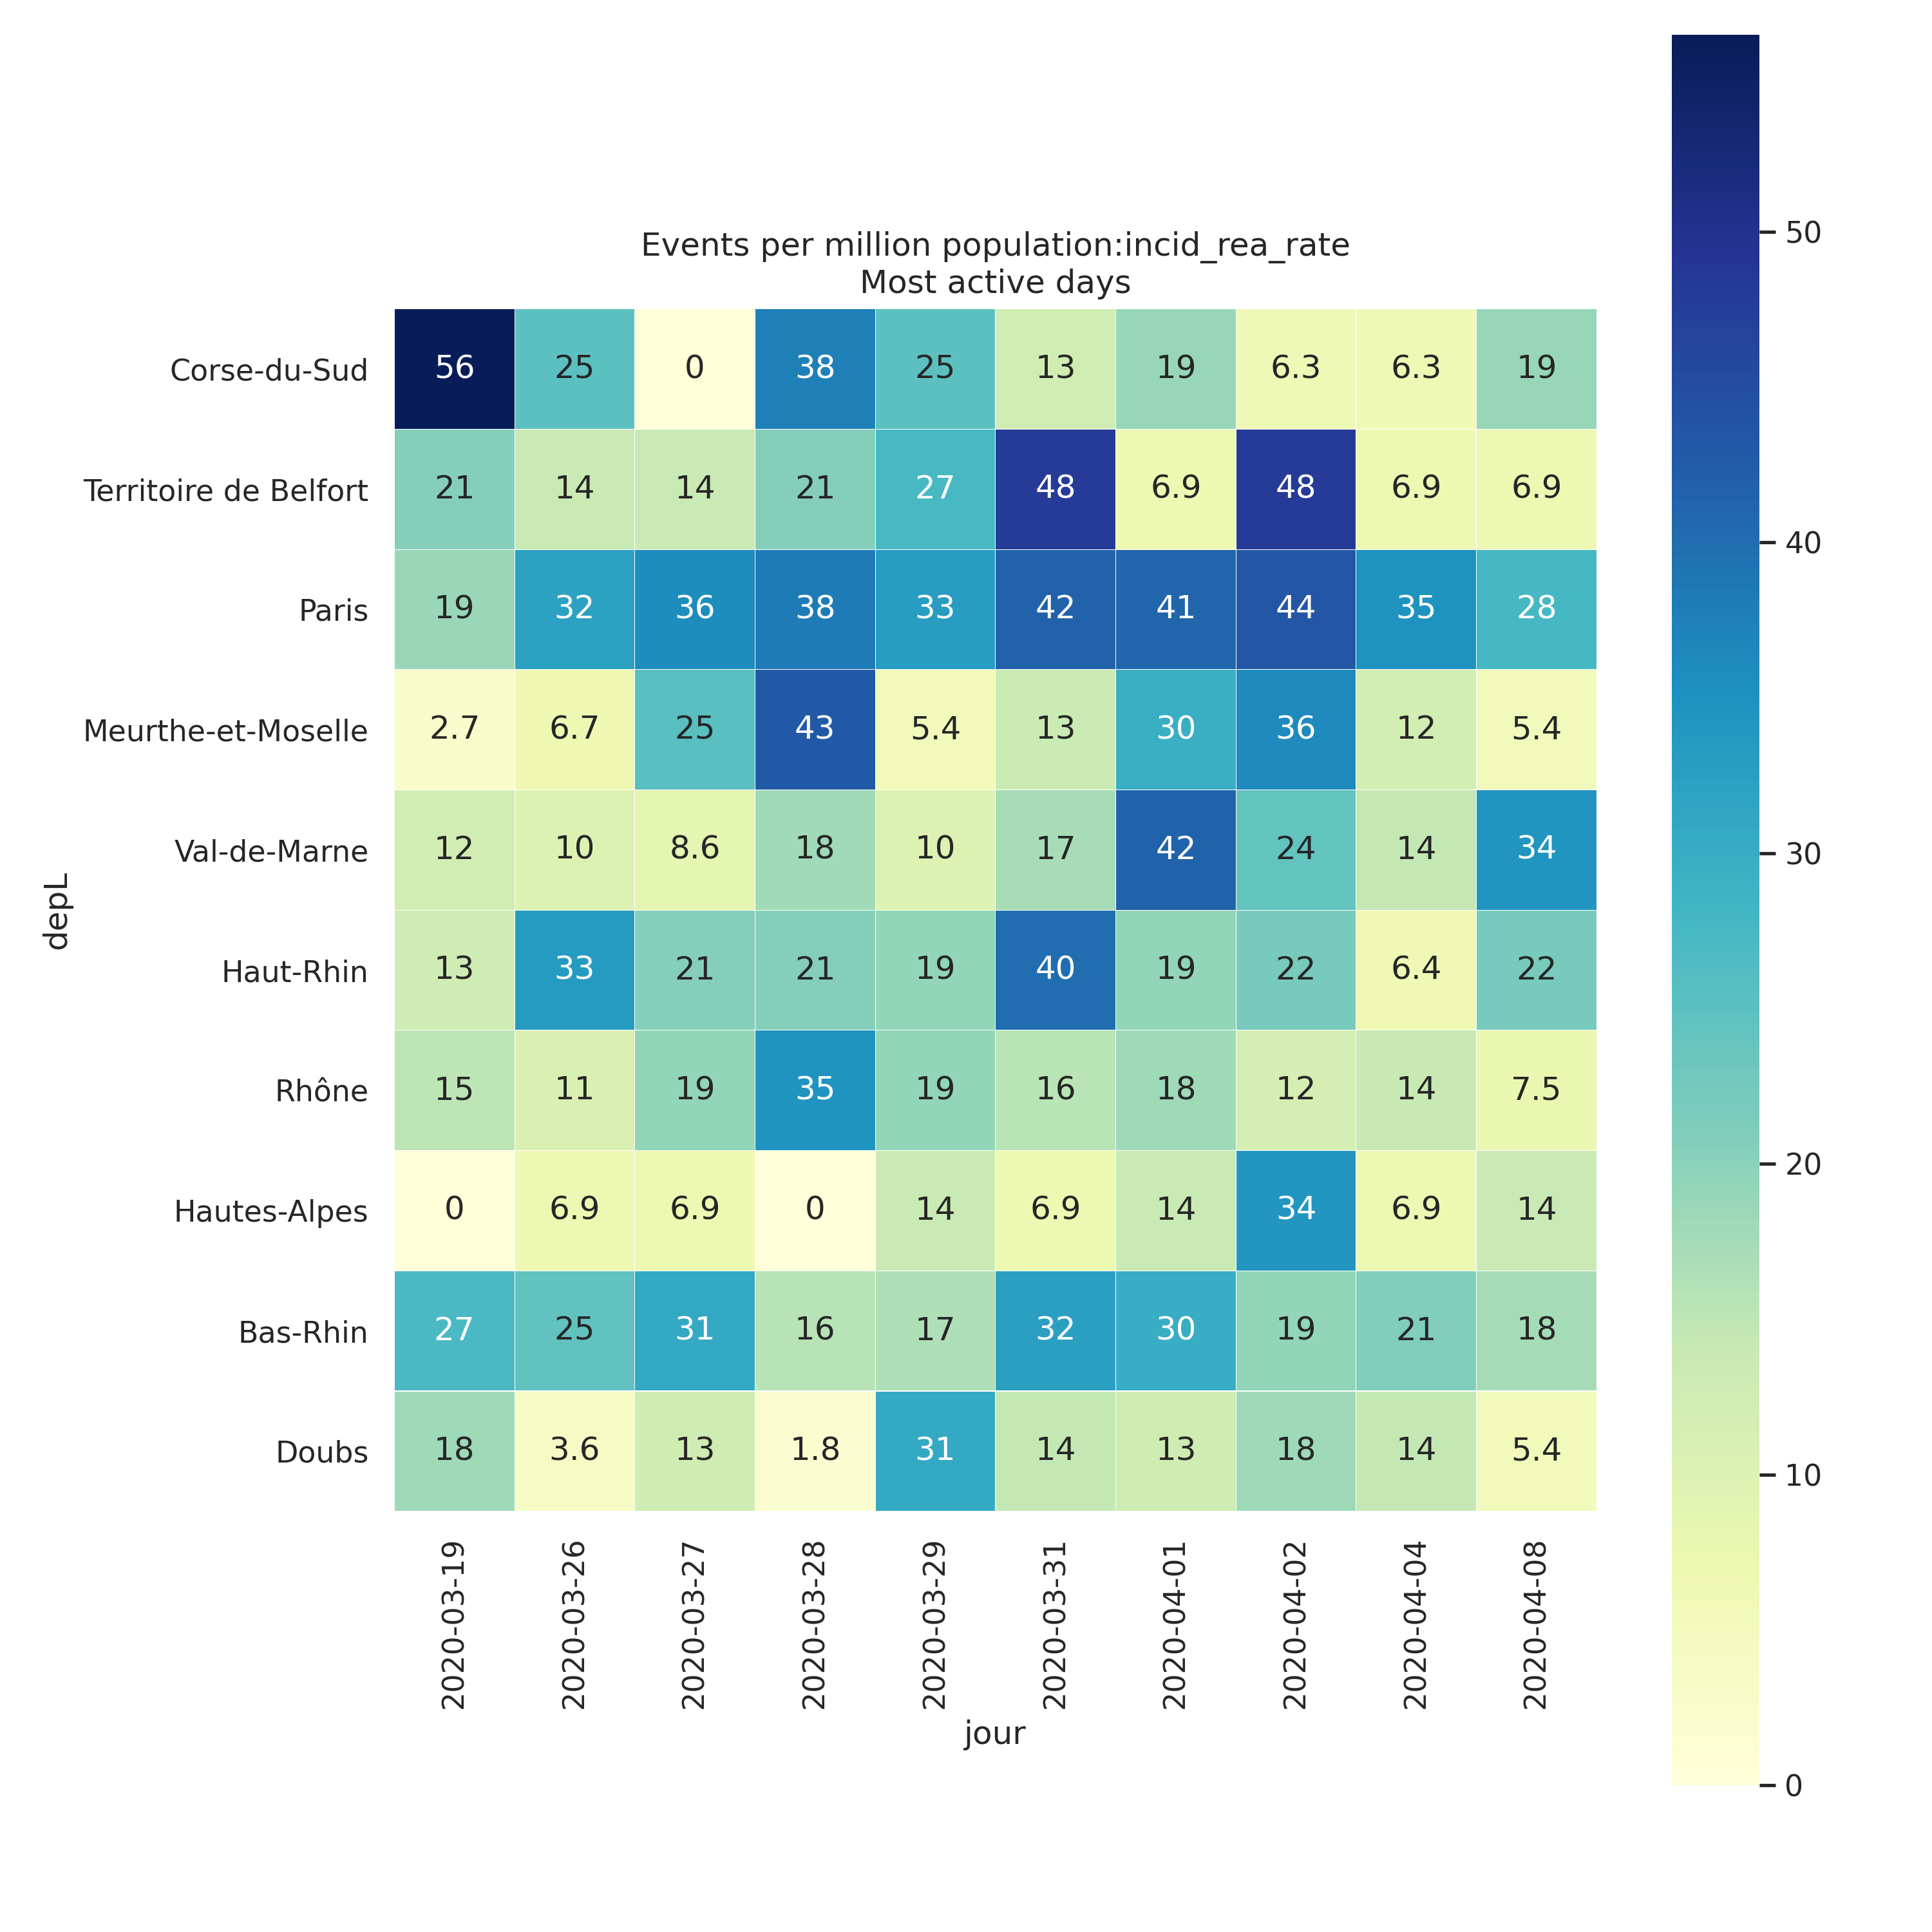 Events per million population:incid_rea_rate
Most active days
Corse-du-Sud 56 25 0 38 25 13 19 6.3 6.3 19
Territoire de Belfort 21 14 14 21 27 48 6.9 48 6.9 6.9
Paris 19 32 36 38 33 42 41 44 35 28
Meurthe-et-Moselle 2.7 6.7 25 43 5.4 13 30 36 12 5.4
Val-de-Marne 12 10 8.6 18 10 17 42 24 14 34
Haut-Rhin 13 33 21 21 19 40 19 22 6.4 22
Rhône 15 11 19 35 19 16 18 12 14 7.5
Hautes-Alpes 0 6.9 6.9 0 14 6.9 14 34 6.9 14
Bas-Rhin 27 25 31 16 17 32 30 19 21 18
Doubs 18 3.6 13 1.8 31 14 13 18 14 5.4
depL
2020-03-19 2020-03-26 2020-03-27 2020-03-28 2020-03-29 2020-03-31 2020-04-01 2020-04-02 2020-04-04 2020-04-08
jour
50
40
30
20
10
0